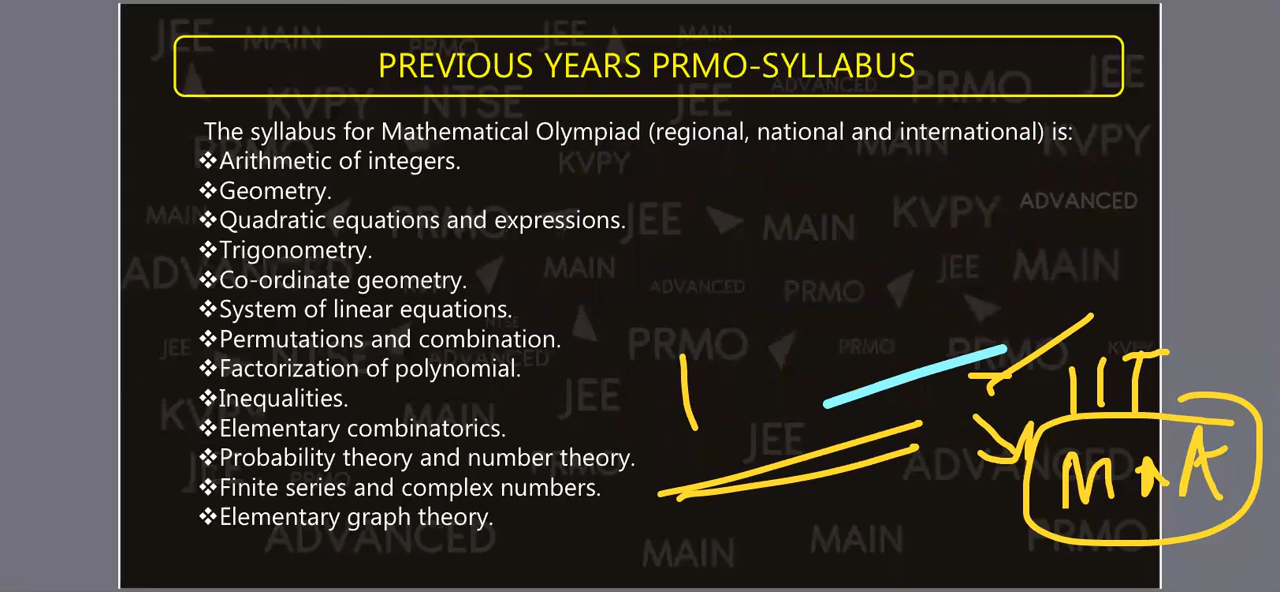 PREVIOUS YEARS PRMO-SYLLABUS
The syllabus for Mathematical Olympiad (regional, national and international) is:
❖Arithmetic of integers.
❖Geometry.
❖Quadratic equations and expressions.
❖Trigonometry.
❖Co-ordinate geometry.
❖System of linear equations.
❖Permutations and combination.
❖Factorization of polynomial.
❖Inequalities.
❖Elementary combinatorics.
❖Probability theory and number theory.
❖Finite series and complex numbers.
❖Elementary graph theory.
IIT